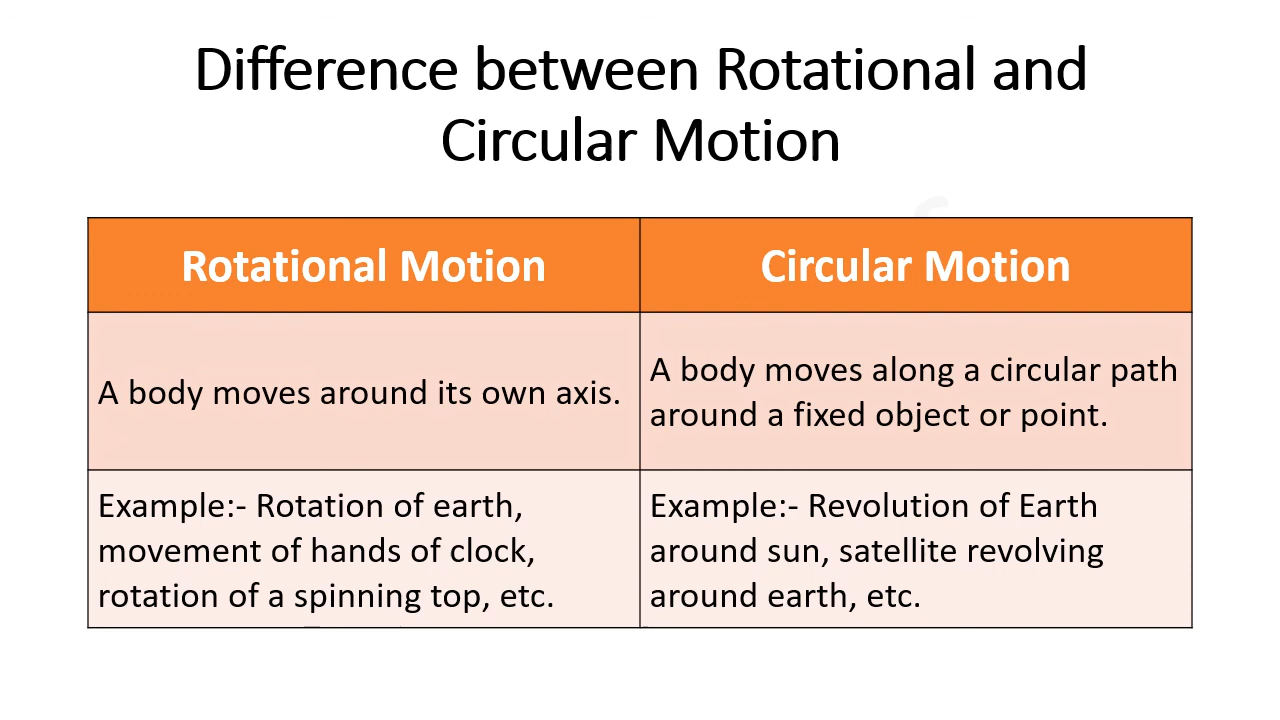 Difference between Rotational and
Circular Motion
Rotational Motion
Circular Motion
A body moves around its own axis.
A body moves along a circular path
around a fixed object or point.
Example:- Rotation of earth,
movement of hands of clock,
rotation of a spinning top, etc.
Example:- Revolution of Earth
around sun, satellite revolving
around earth, etc.